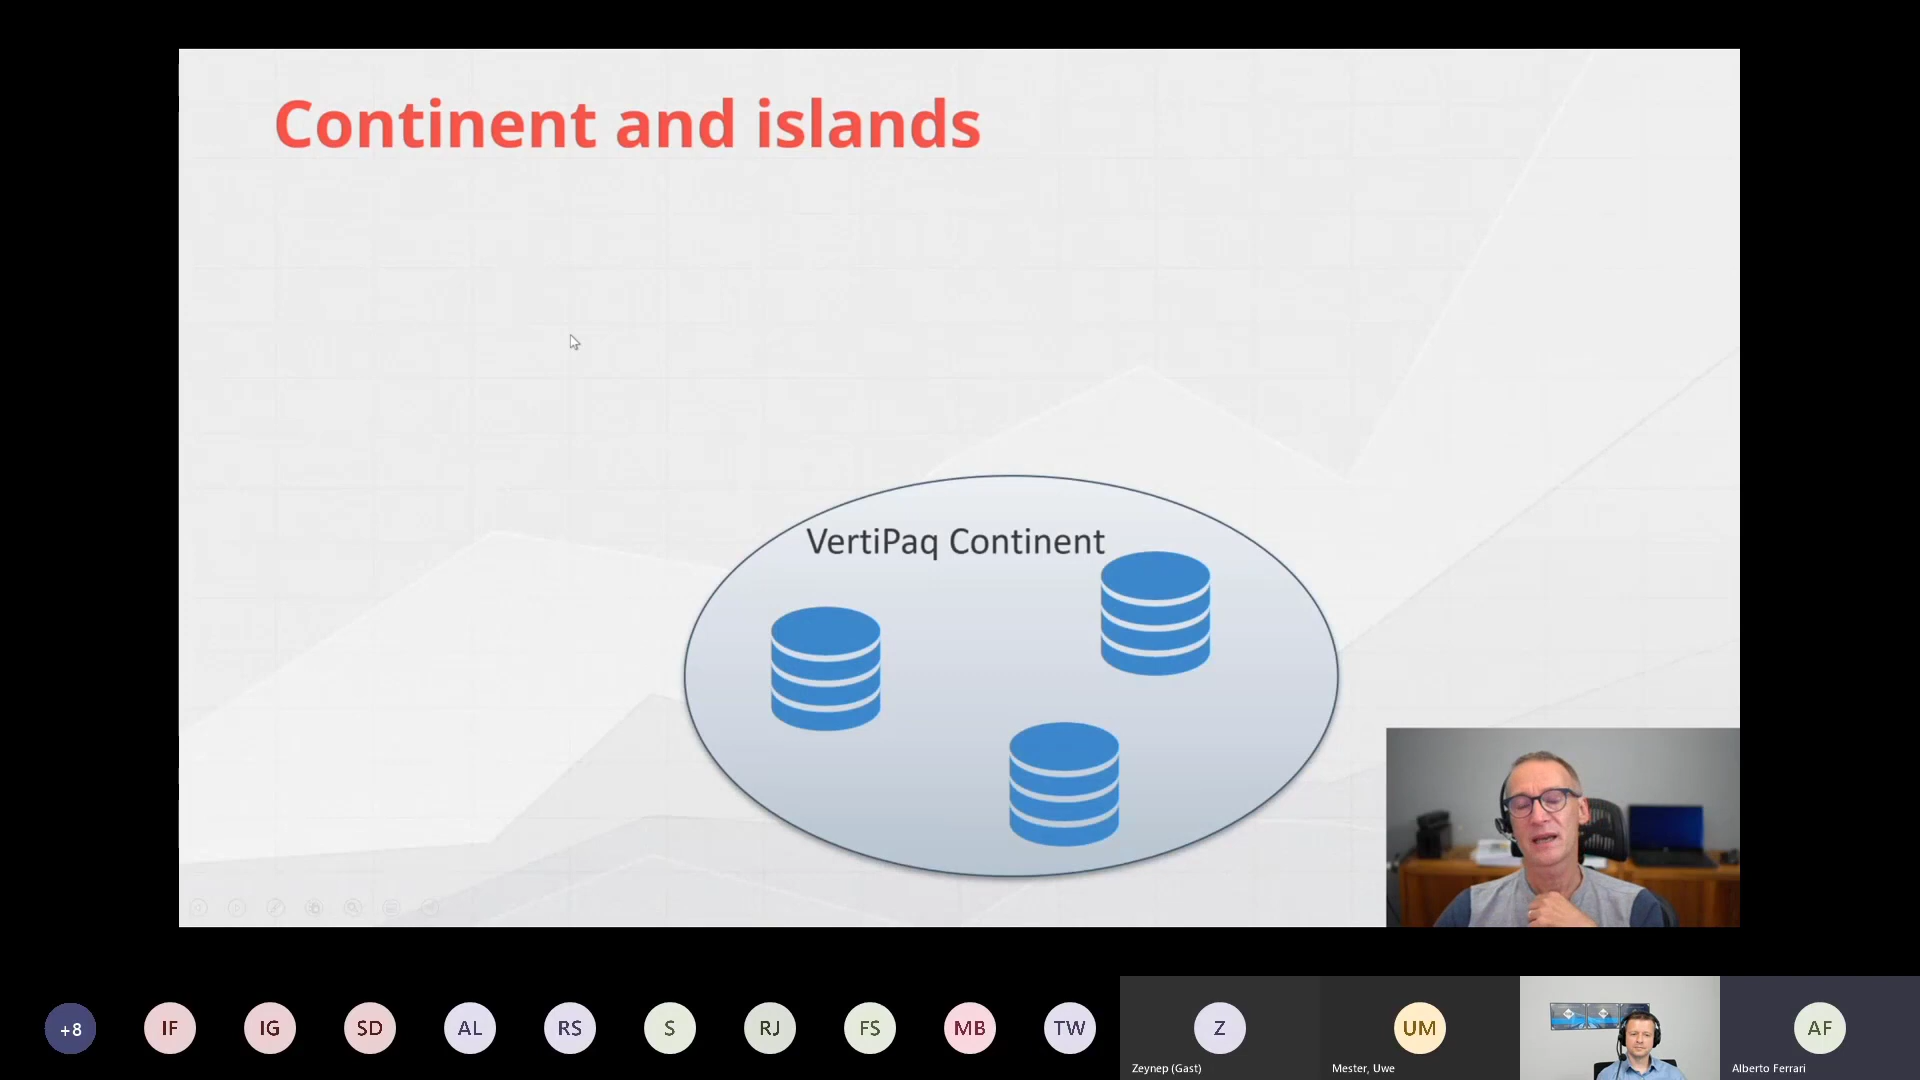 Continent and islands
VertiPaq Continent
+8
IF
IG
SD
AL
RS
S
RJ
FS
MB
TW
Z
UM
AF
Zeynep (Gast)
Mester, Uwe
Alberto Ferrari